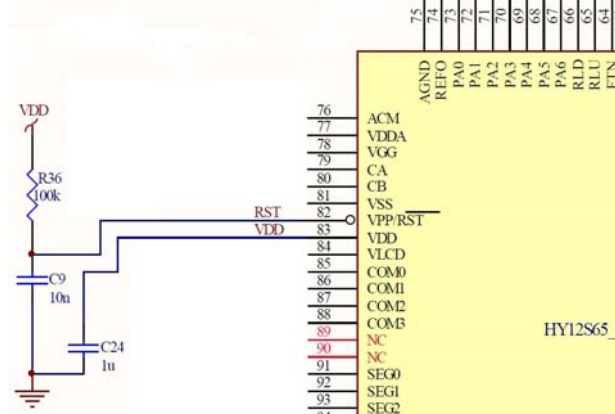 75
74
73
72
71
70
69
68
67
66
65
64
AGND
REFO
PA0
PA1
PA2
PA3
PA4
PA5
PA6
RLD
RLU
FTN
VDD
R36
100k
C9
10n
C24
1u
RST
VDD
76 ACM
77 VDDA
78 VGG
79 CA
80 CB
81 VSS
82 VPP/RST
83 VDD
84 VLCD
85 COM0
86 COM1
87 COM2
88 COM3
89 NC
90 NC
91 SEG0
92 SEG1
93 SEG2
HY12S65_